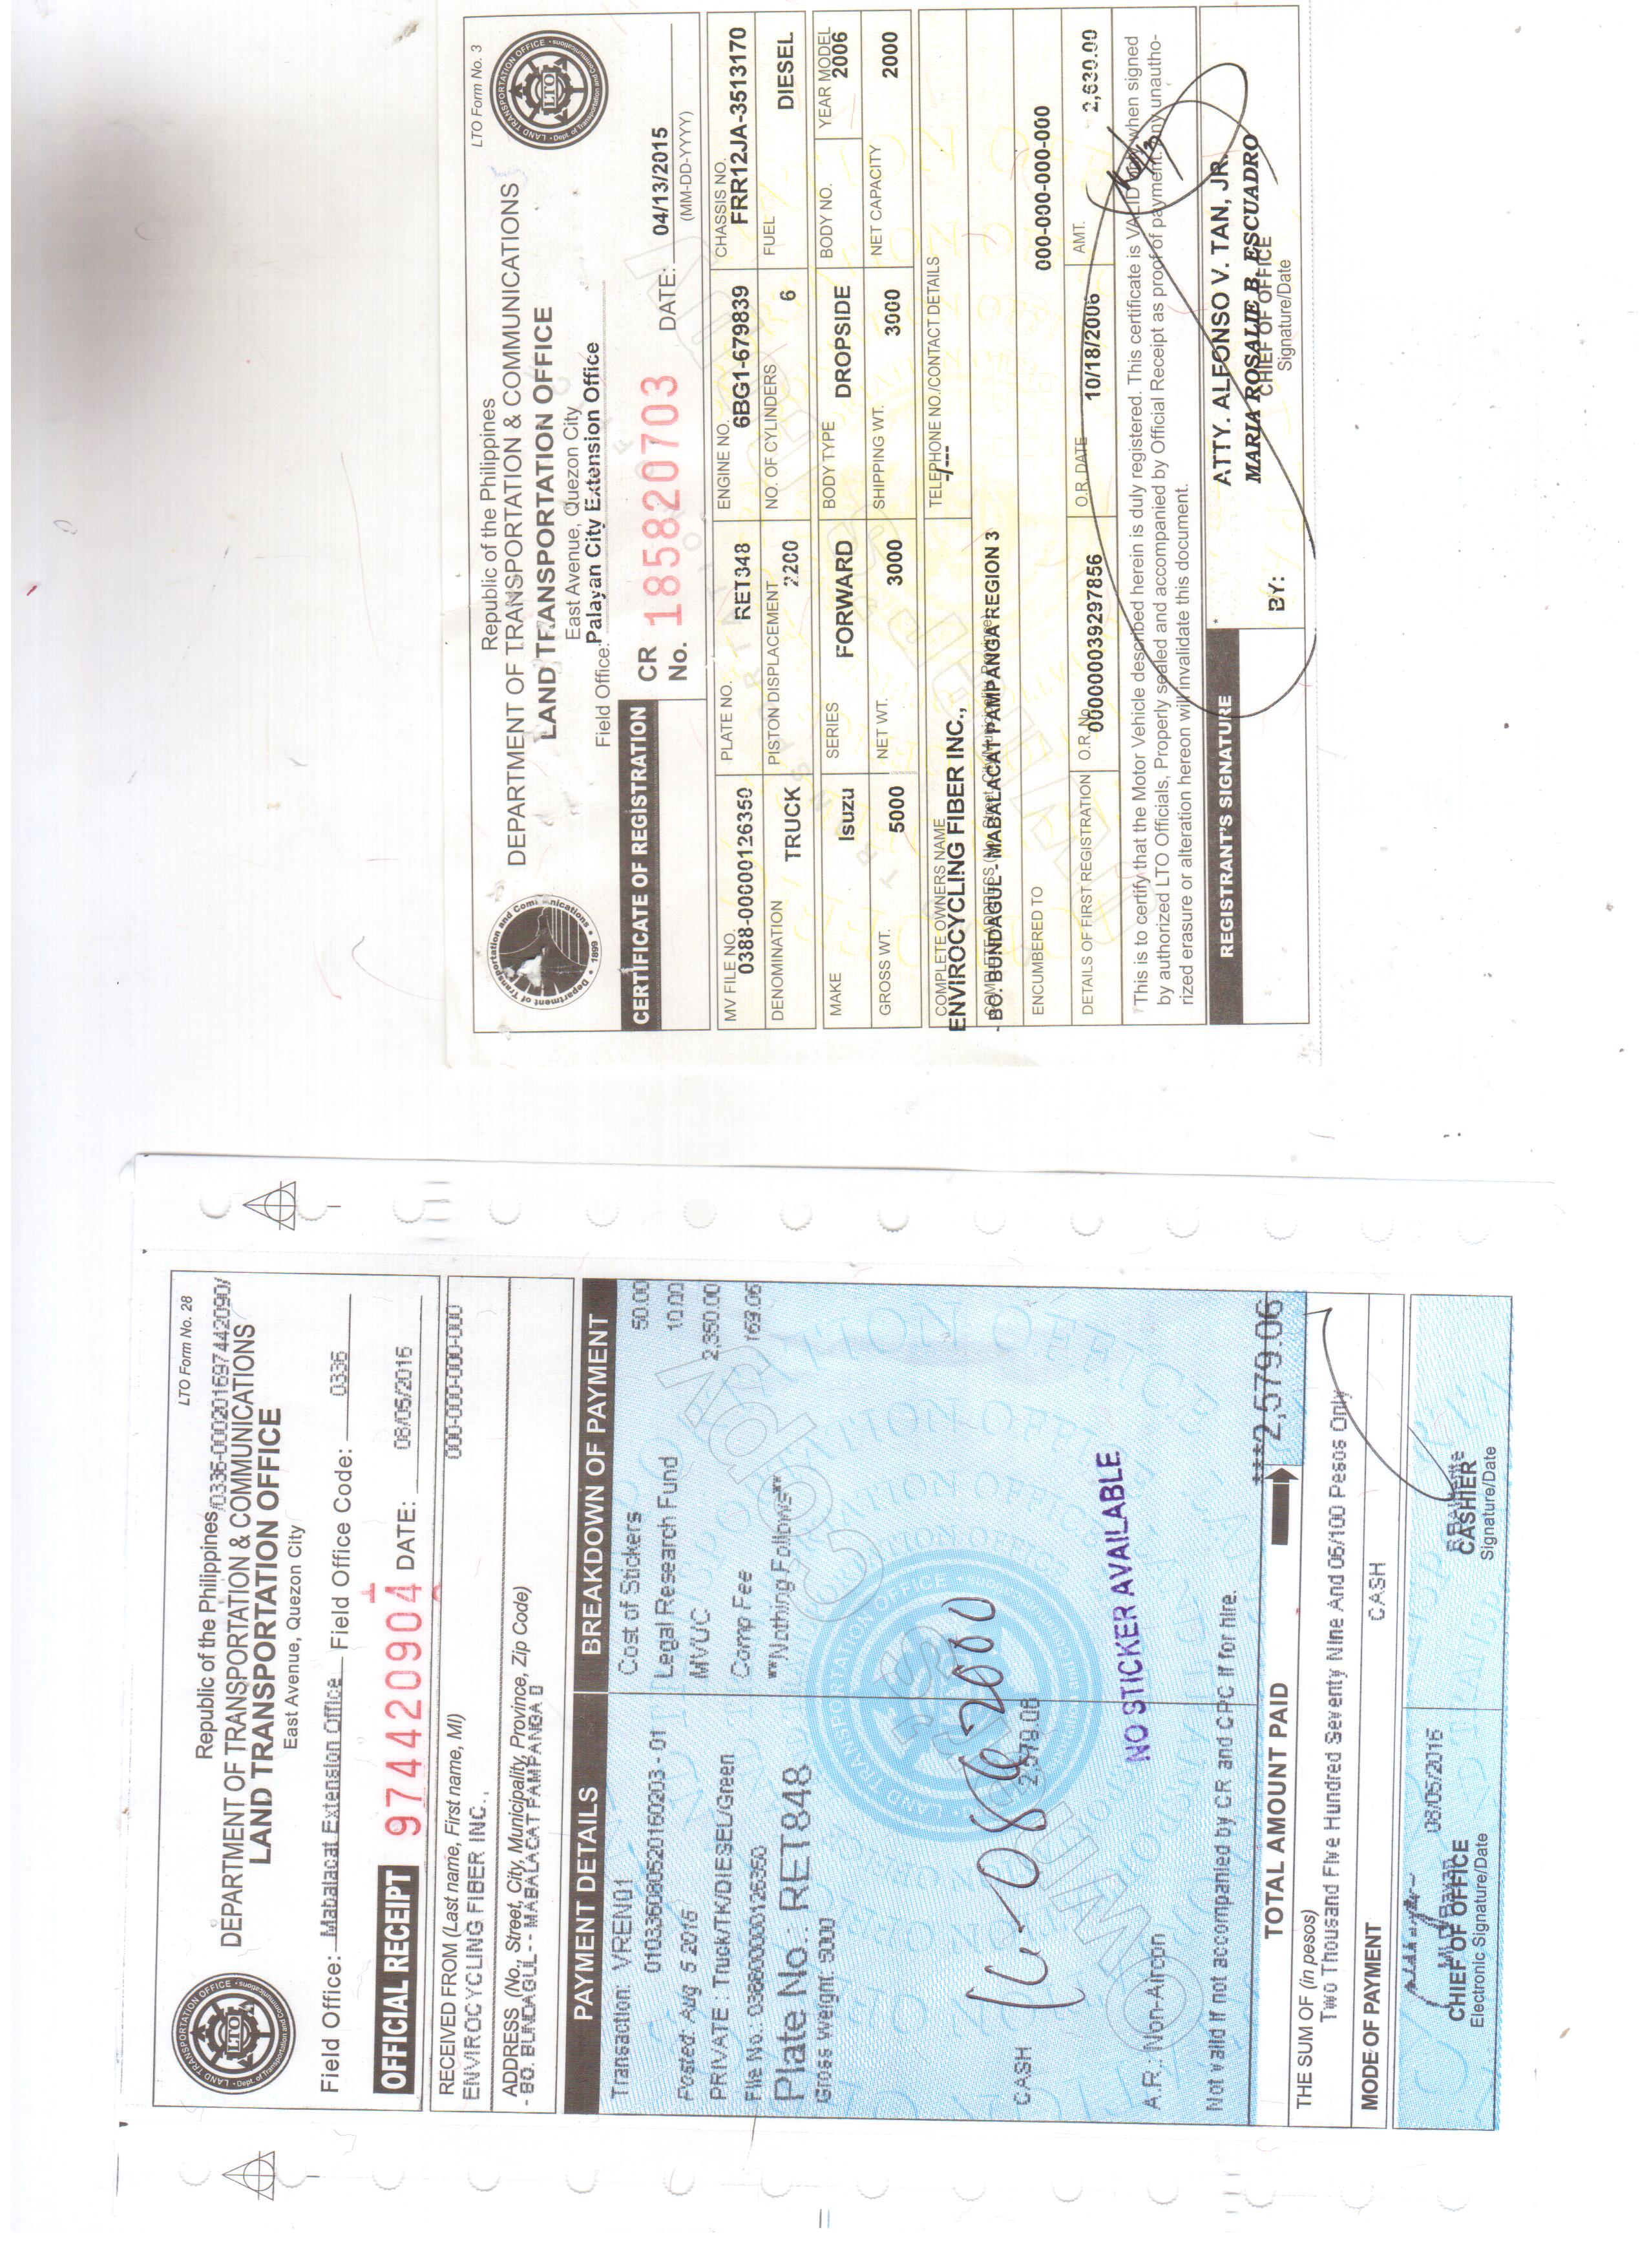 LTO Form No. 28
Republic of the Philippines
DEPARTMENT OF TRANSPORTATION & COMMUNICATIONS
LAND TRANSPORTATION OFFICE
East Avenue, Quezon City
Field Office: Mabalacat Extension Office Field Office Code: 0336
OFFICIAL RECEIPT 974420904 DATE: 08/05/2016
RECEIVED FROM (Last name, First name, MI) 000-000-000-000
ENVIROCYCLING FIBER INC.,
ADDRESS (No., Street, City, Municipality, Province, Zip Code)
- BO. BUNDAGUL - - MABALACAT PAMPANGA 0
PAYMENT DETAILS BREAKDOWN OF PAYMENT
Transaction: VREN01
Posted: Aug 5 2016
PRIVATE : Truck/TK/DIESEL/Green
File No.: 0388-00000126350
Plate No.: RET848
Gross Weight: 5000
CASH 2,579.06
A.R.: Non-Aircon
Not valid if not accompanied by CR and CPC if for hire.
Cost of Stickers 50.00
Legal Research Fund 10.00
MVUC 2,350.00
Comp Fee 169.06
**Nothing Follows**
NO STICKER AVAILABLE
TOTAL AMOUNT PAID ***2,579.06
THE SUM OF (in pesos)
Two Thousand Five Hundred Seventy Nine And 06/100 Pesos Only
MODE OF PAYMENT CASH
08/05/2016
CHIEF OF OFFICE
Electronic Signature/Date
CASHIER
Signature/Date
LTO Form No. 3
Republic of the Philippines
DEPARTMENT OF TRANSPORTATION & COMMUNICATIONS
LAND TRANSPORTATION OFFICE
East Avenue, Quezon City
Field Office: Palayan City Extension Office
CERTIFICATE OF REGISTRATION CR No. 185820703 DATE: 04/13/2015
(MM-DD-YYYY)
MV FILE NO. PLATE NO. ENGINE NO. CHASSIS NO.
0388-00000126350 RET848 6BG1-679839 FRR12JA-3513170
DENOMINATION PISTON DISPLACEMENT NO. OF CYLINDERS FUEL
TRUCK 2200 6 DIESEL
MAKE SERIES BODY TYPE BODY NO. YEAR MODEL
Isuzu FORWARD DROPSIDE 2006
GROSS WT. NET WT. SHIPPING WT. NET CAPACITY
5000 3000 3000 2000
COMPLETE OWNERS NAME TELEPHONE NO./CONTACT DETAILS
ENVIROCYCLING FIBER INC., -/---
- BO. BUNDAGUL - MABALACAT PAMPANGA REGION 3
ENCUMBERED TO 000-000-000-000
DETAILS OF FIRST REGISTRATION O.R. No. O.R. DATE AMT.
000000039297856 10/18/2006 2,630.00
This is to certify that the Motor Vehicle described herein is duly registered. This certificate is VALID only when signed
by authorized LTO Officials, Properly sealed and accompanied by Official Receipt as proof of payment. Any unautho-
rized erasure or alteration hereon will invalidate this document.
REGISTRANT'S SIGNATURE
ATTY. ALFONSO V. TAN, JR.
BY: MARIA ROSALIE B. ESCUADRO
CHIEF OF OFFICE
Signature/Date